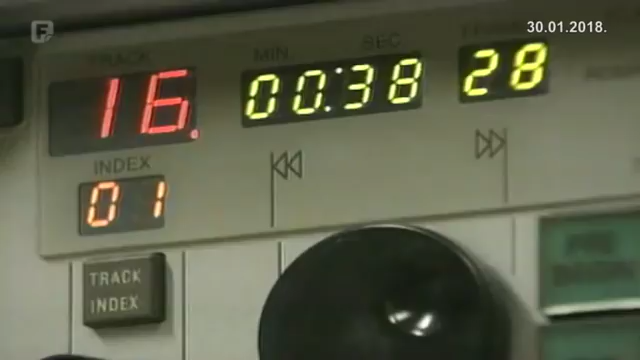 F
30.01.2018.
TRACK
MIN
SEC
16.
00:38
28
INDEX
01
TRACK
INDEX